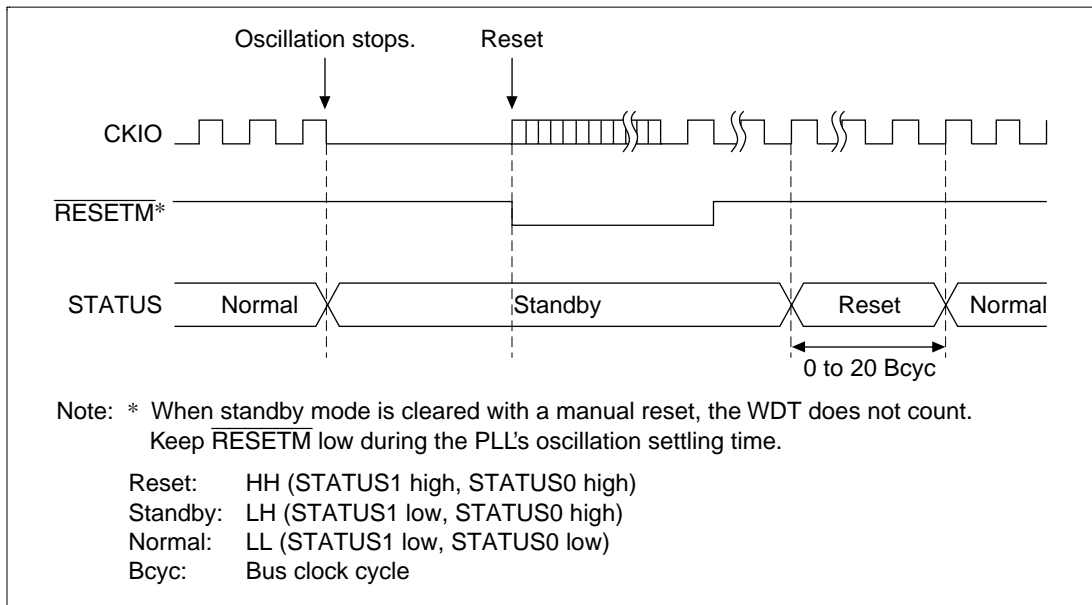 Oscillation stops. Reset
CKIO
RESETM*
STATUS Normal Standby Reset Normal
0 to 20 Bcyc
Note: * When standby mode is cleared with a manual reset, the WDT does not count.
Keep RESETM low during the PLL's oscillation settling time.
Reset: HH (STATUS1 high, STATUS0 high)
Standby: LH (STATUS1 low, STATUS0 high)
Normal: LL (STATUS1 low, STATUS0 low)
Bcyc: Bus clock cycle